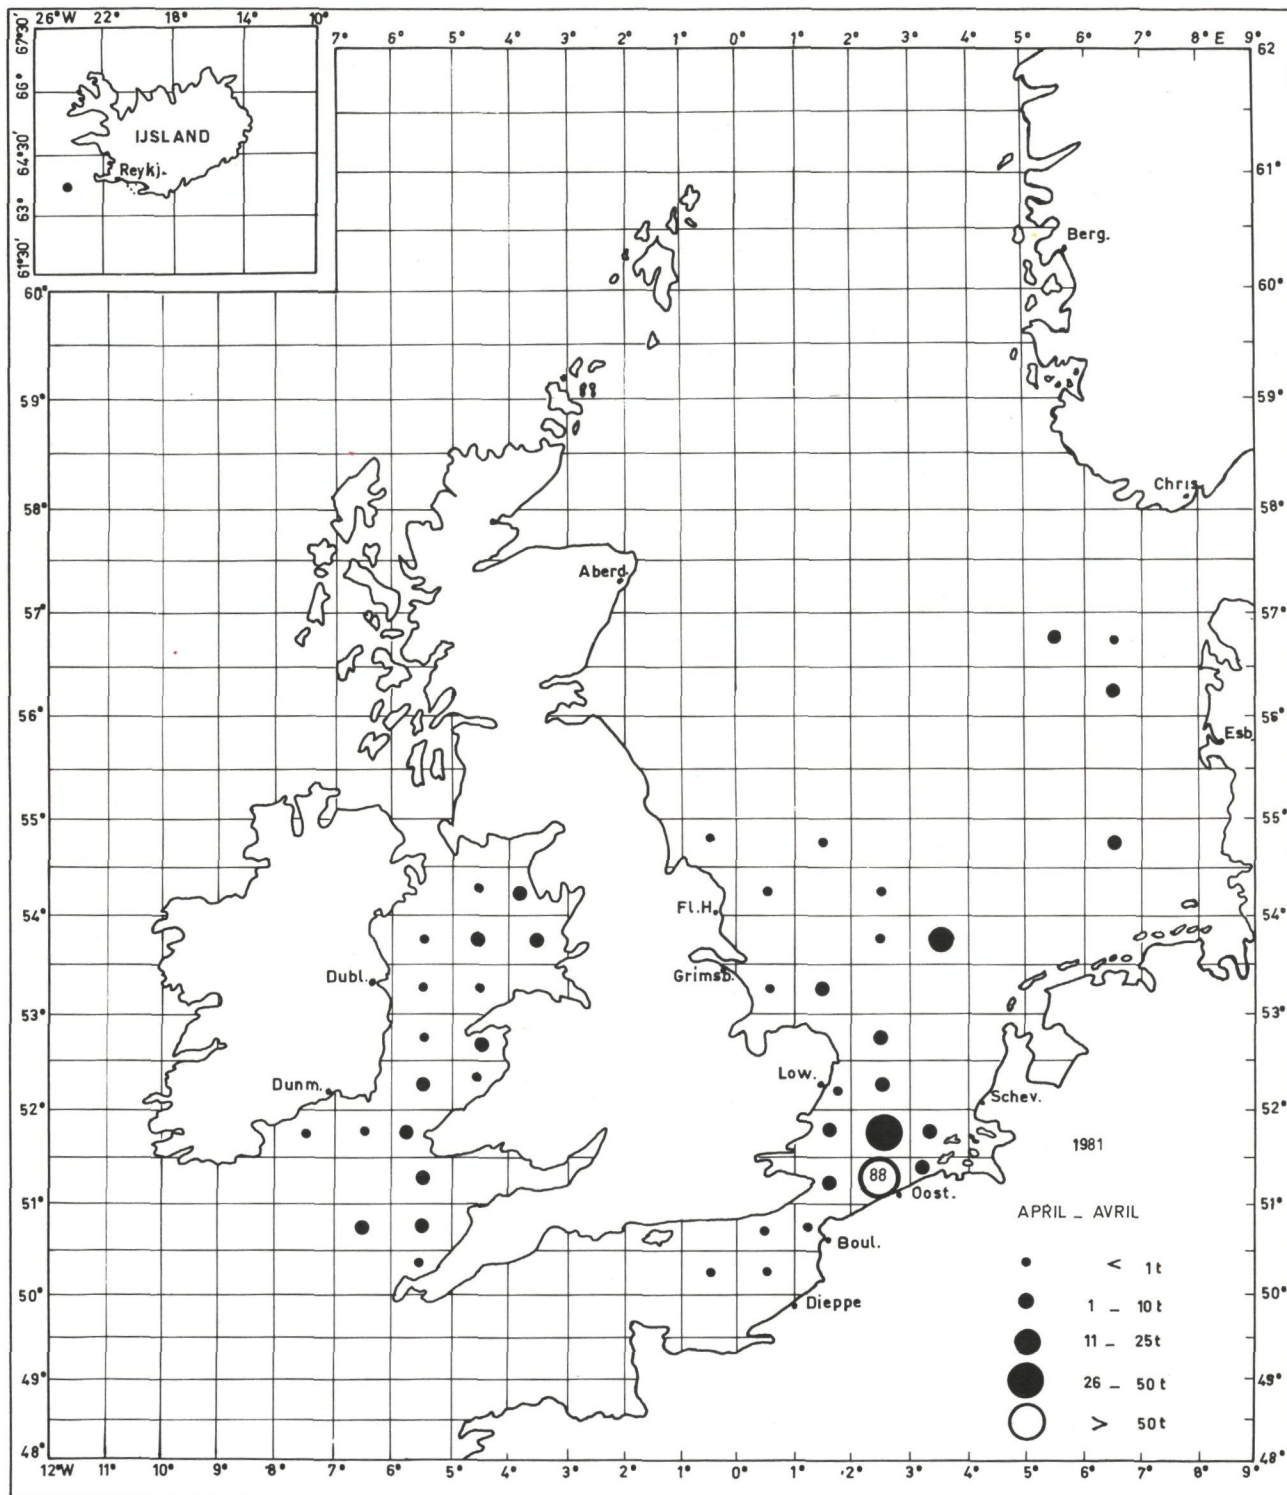 26°W 22° 18° 14° 10°
67°30'
66°
64°30'
63°
61°30'
IJSLAND
Reykj.
7° 6° 5° 4° 3° 2° 1° 0° 1° 2° 3° 4° 5° 6° 7° 8° E 9°
62
61° 61°
60° 60°
59° 59°
58° 58°
57° 57°
56° 56°
55° 55°
54° 54°
53° 53°
52° 52°
51° 51°
50° 50°
49° 49°
48° 48°
Berg.
Chris
Aberd.
Esb.
Fl.H.
Dubl.
Grimsb.
Low.
Dunm.
Schev.
1981
88
Oost.
APRIL _ AVRIL
Boul.
Dieppe
< 1t
1 _ 10t
11 _ 25t
26 _ 50t
> 50t
12°W 10° 9° 8° 7° 6° 5° 4° 3° 2° 1° 0° 1° 2° 3° 4° 5° 6° 7° 8° 9°